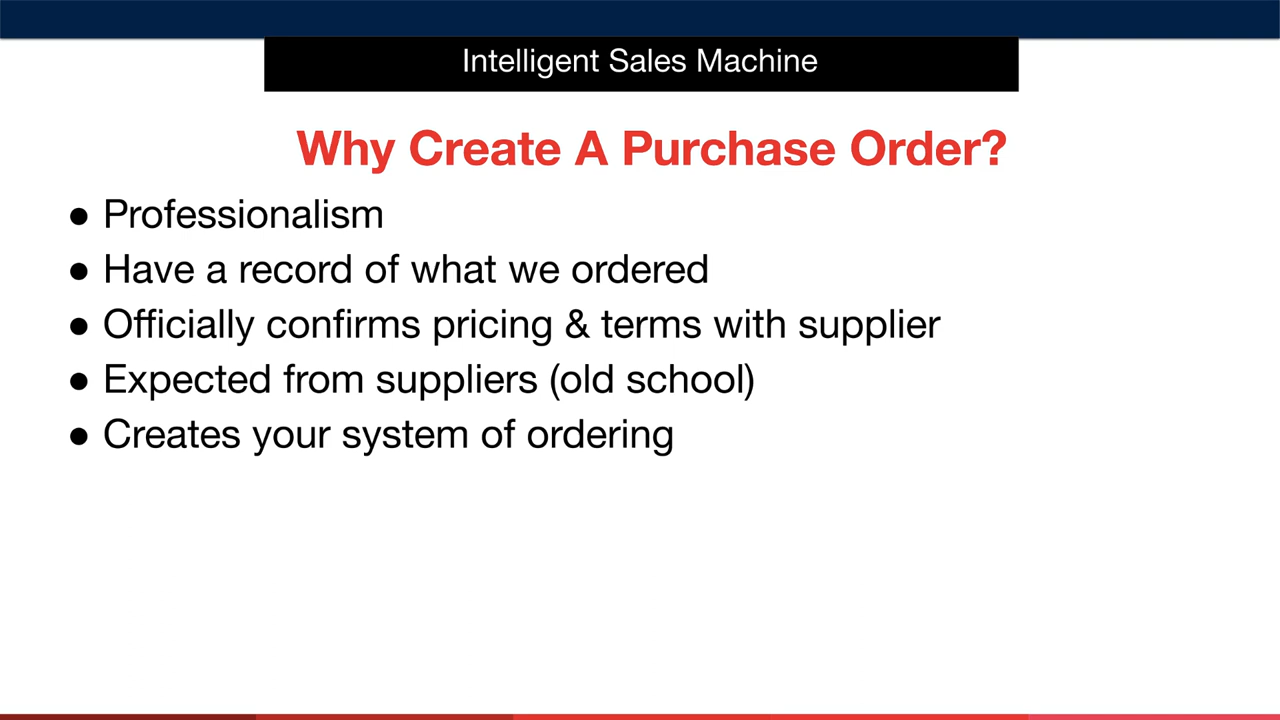 Intelligent Sales Machine
Why Create A Purchase Order?
● Professionalism
● Have a record of what we ordered
● Officially confirms pricing & terms with supplier
● Expected from suppliers (old school)
● Creates your system of ordering